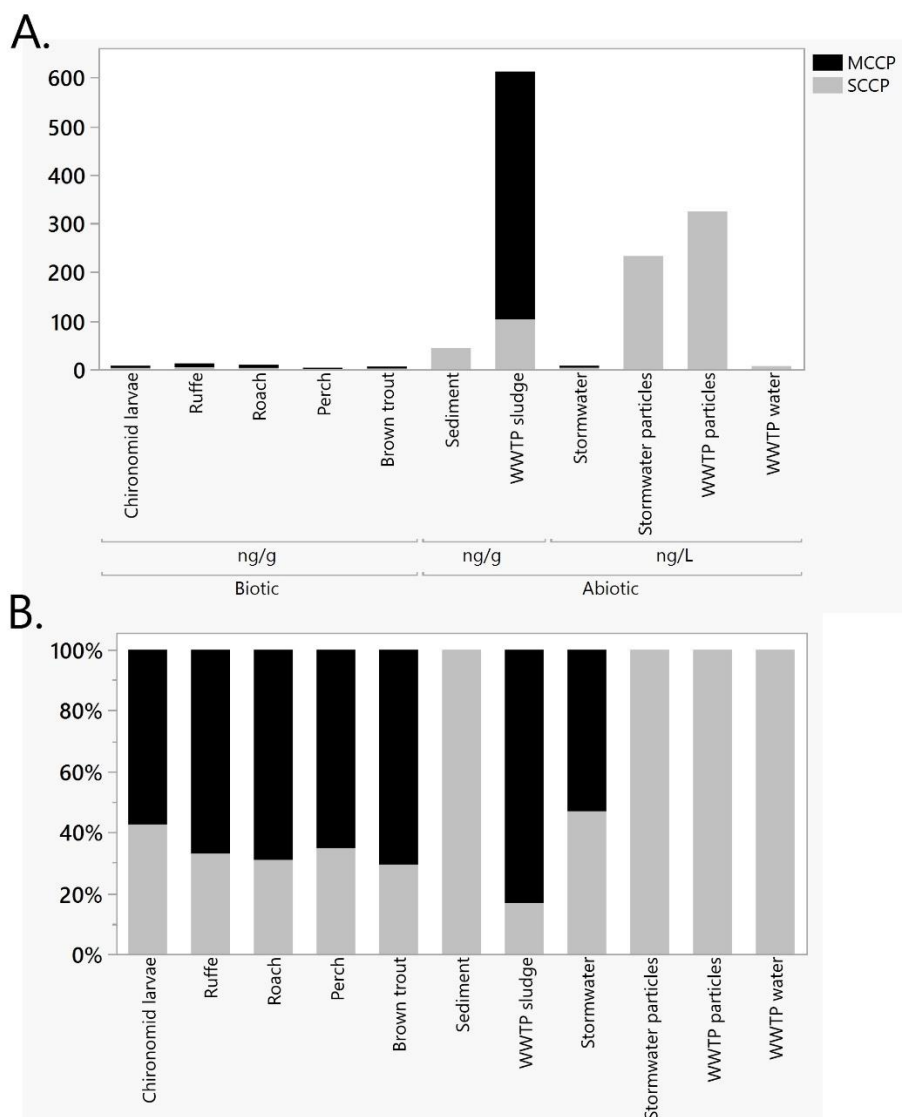 A.
MCCP
SCCP
600
500
400
300
200
100
0
Chironomid larvae
Ruffe
Roach
Perch
Brown trout
Sediment
WWTP sludge
Stormwater
Stormwater particles
WWTP particles
WWTP water
ng/g
ng/g
ng/L
Biotic
Abiotic
B.
100%
80%
60%
40%
20%
0%
Chironomid larvae
Ruffe
Roach
Perch
Brown trout
Sediment
WWTP sludge
Stormwater
Stormwater particles
WWTP particles
WWTP water